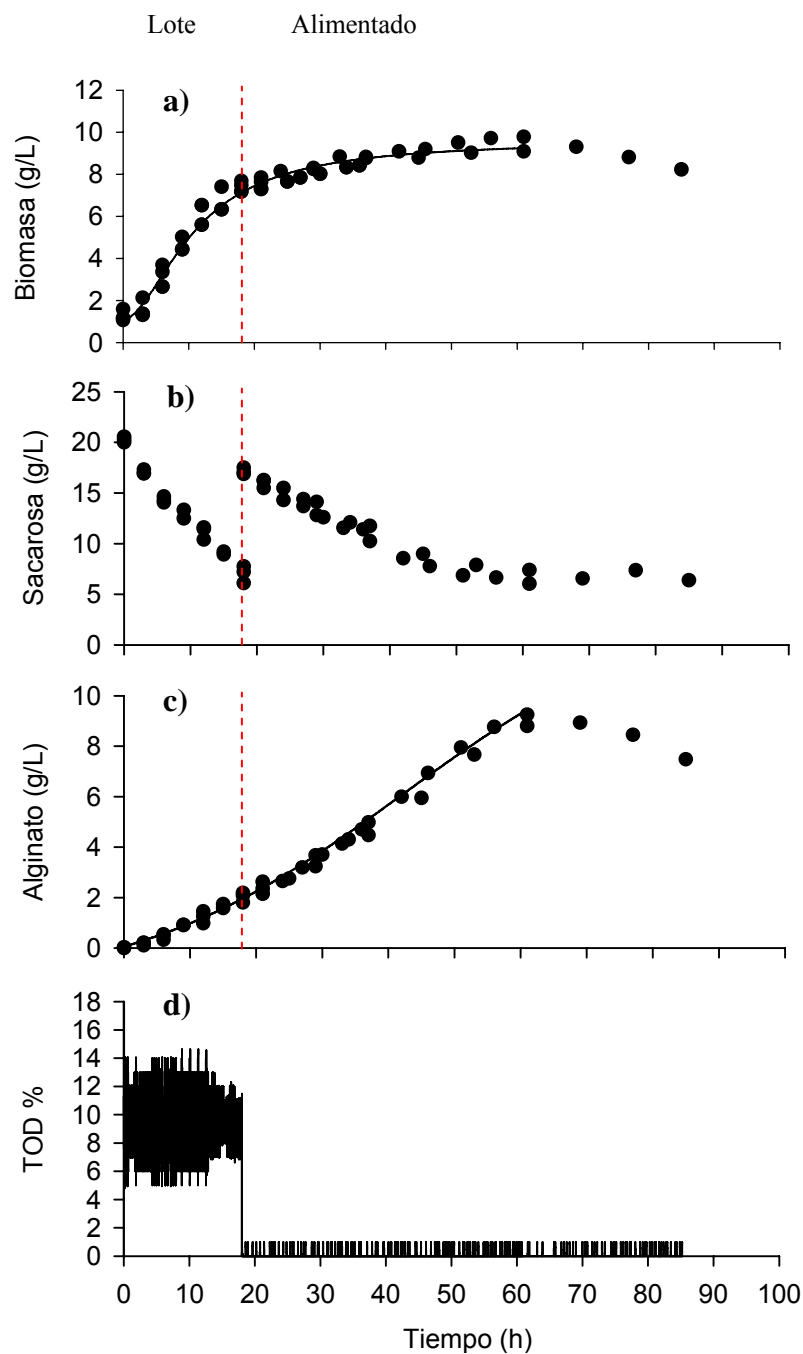 Lote Alimentado
a)
12
10
8
6
4
2
0
Biomasa (g/L)
b)
25
20
15
10
5
0
Sacarosa (g/L)
c)
10
8
6
4
2
0
Alginato (g/L)
d)
18
16
14
12
10
8
6
4
2
0
TOD %
0 10 20 30 40 50 60 70 80 90 100
Tiempo (h)